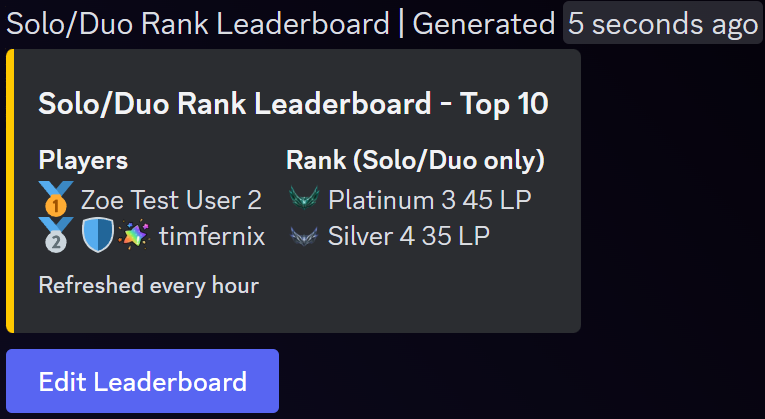 Solo/Duo Rank Leaderboard | Generated 5 seconds ago
Solo/Duo Rank Leaderboard - Top 10
Players Rank (Solo/Duo only)
1 Zoe Test User 2 Platinum 3 45 LP
2 timfernix Silver 4 35 LP
Refreshed every hour
Edit Leaderboard